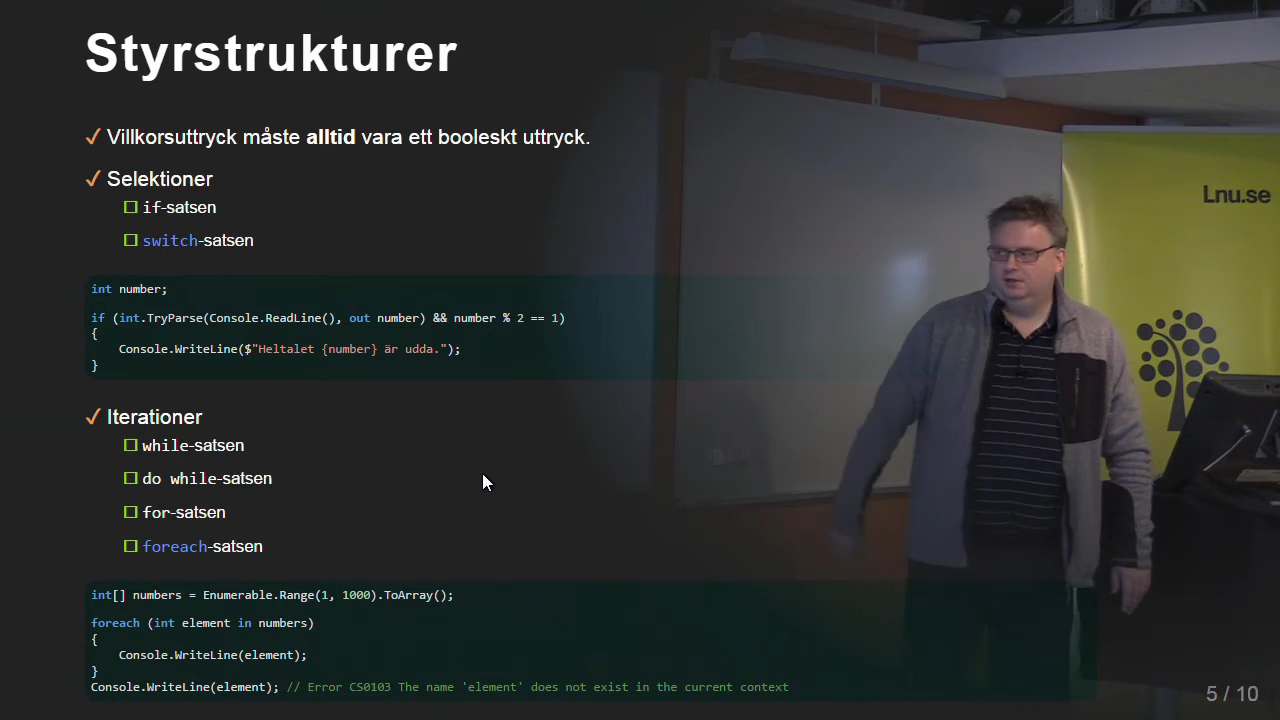 Styrstrukturer
✓ Villkorsuttryck måste alltid vara ett booleskt uttryck.
✓ Selektioner
if-satsen
switch-satsen
int number;
if (int.TryParse(Console.ReadLine(), out number) && number % 2 == 1)
{
Console.WriteLine($"Heltalet {number} är udda.");
}
✓ Iterationer
while-satsen
do while-satsen
for-satsen
foreach-satsen
int[] numbers = Enumerable.Range(1, 1000).ToArray();
foreach (int element in numbers)
{
Console.WriteLine(element);
}
Console.WriteLine(element); // Error CS0103 The name 'element' does not exist in the current context
Lnu.se
5 / 10